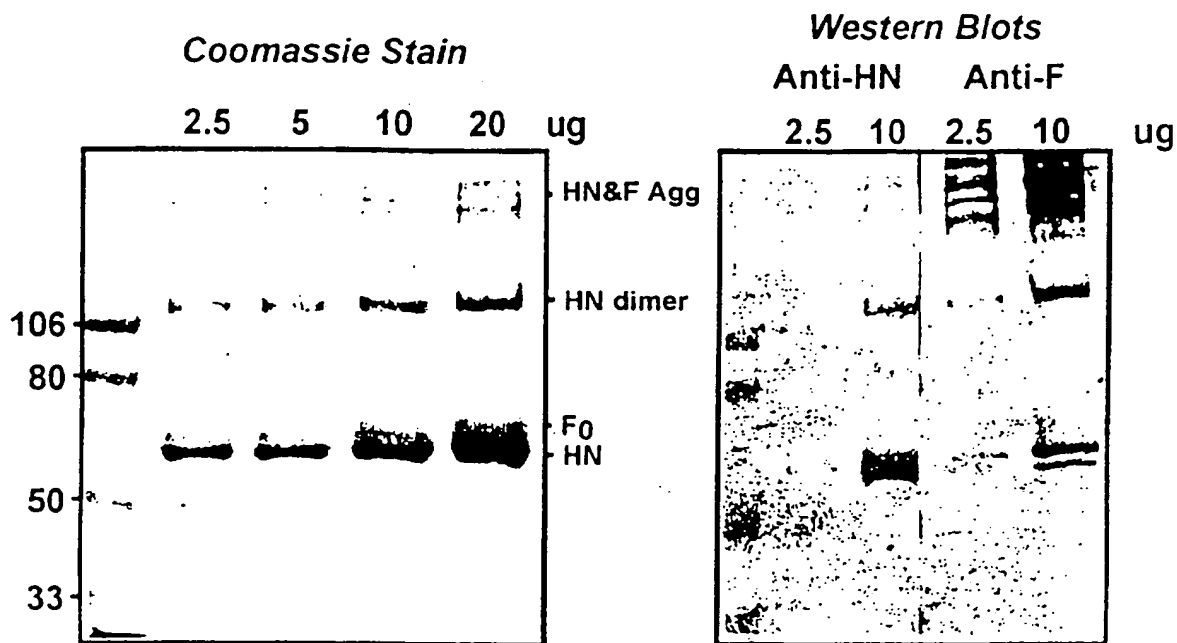 Coomassie Stain
2.5 5 10 20 ug
HN&F Agg
HN dimer
F0
HN
106
80
50
33
Western Blots
Anti-HN Anti-F
2.5 10 2.5 10 ug